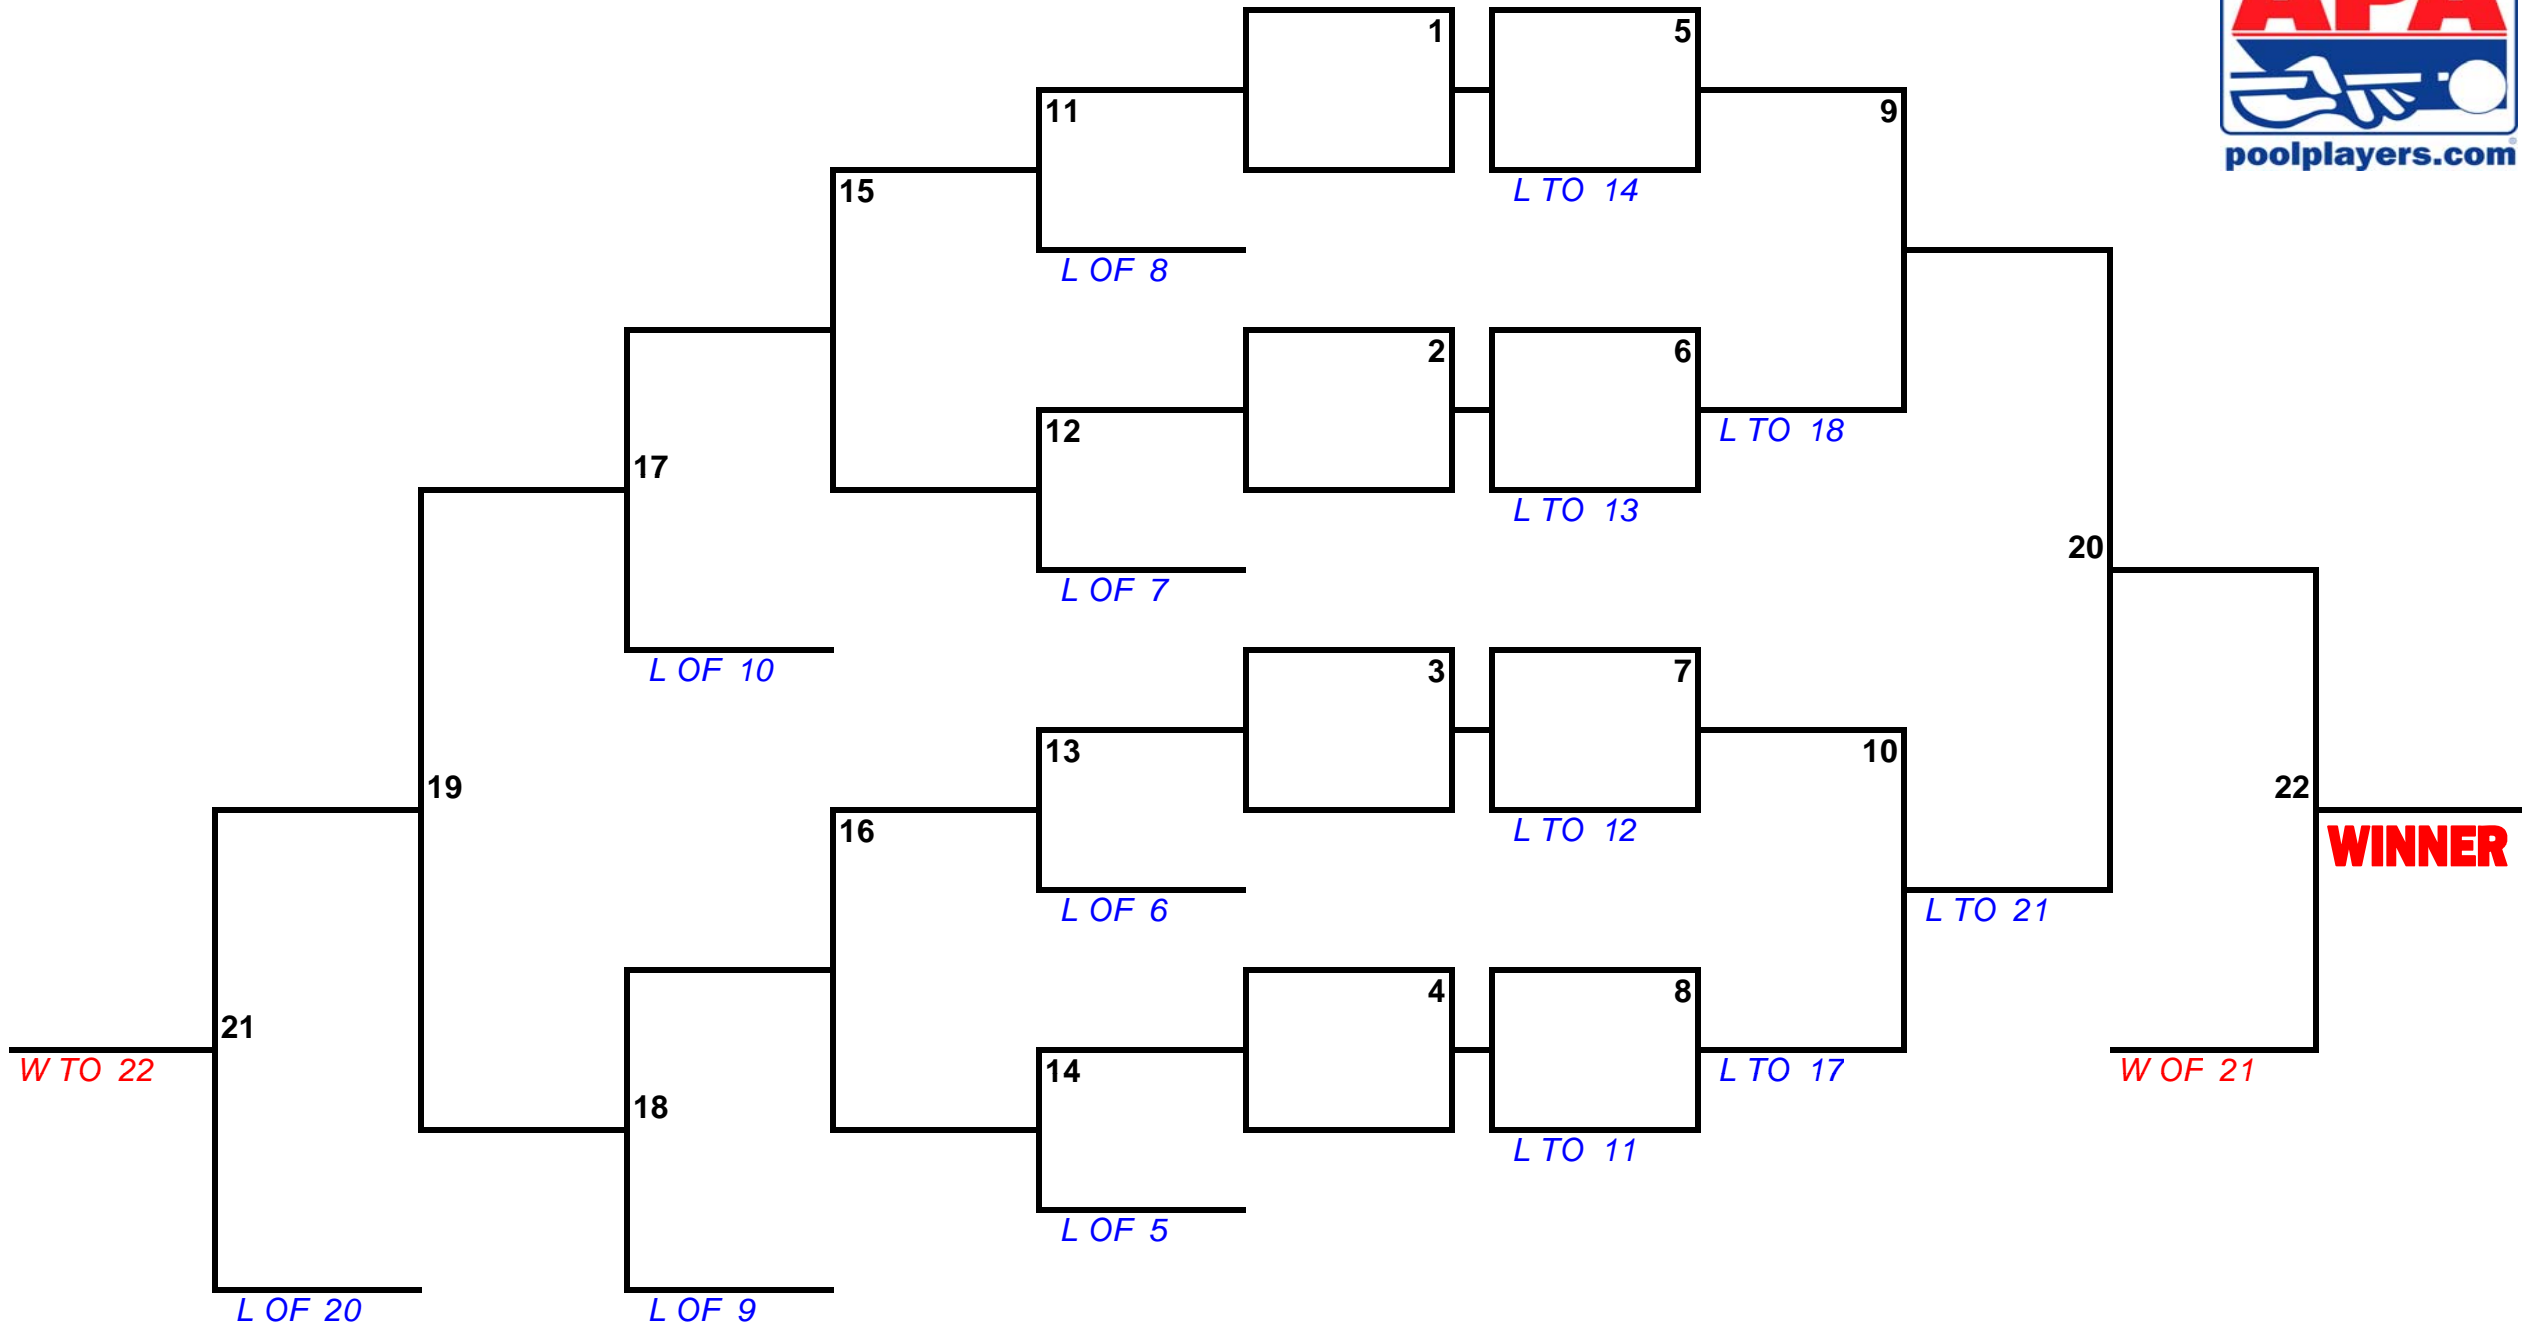 APA
poolplayers.com
1
5
11
9
15
L TO 14
L OF 8
2
6
12
L TO 18
17
L TO 13
20
L OF 7
L OF 10
3
7
13
10
19
22
16
L TO 12
WINNER
L OF 6
L TO 21
4
8
21
14
W TO 22
L TO 17
W OF 21
18
L TO 11
L OF 5
L OF 20
L OF 9